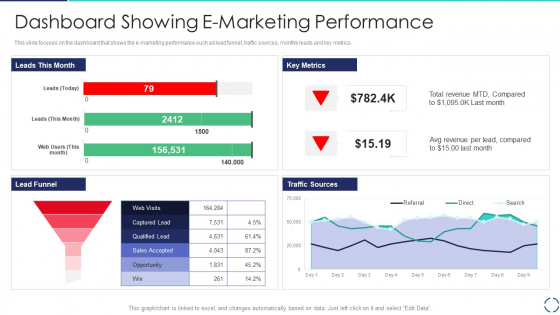 Dashboard Showing E-Marketing Performance
This slide focuses on the dashboard that shows the e-marketing performance such ad lead funnel, traffic sources, monthly leads and key metrics.
Leads This Month
Leads (Today)
79
0
Leads (This Month)
2412
0
1500
Web Users (This month)
156,531
0
140.000
Key Metrics
$782.4K
Total revenue MTD, Compared
to $1,095.0K Last month
$15.19
Avg revenue per lead, compared
to $15.00 last month
Lead Funnel
Web Visits 164,284
Captured Lead 7,531 4.5%
Qualified Lead 4,631 61.4%
Sales Accepted 4,043 87.2%
Opportunity 1,831 45.2%
Win 261 14.2%
Traffic Sources
Referral Direct Search
75,000
50,000
25,000
0
Day 1 Day 2 Day 3 Day 4 Day 5 Day 6 Day 7 Day 8 Day 9
This graph/chart is linked to excel, and changes automatically based on data. Just left click on it and select "Edit Data".